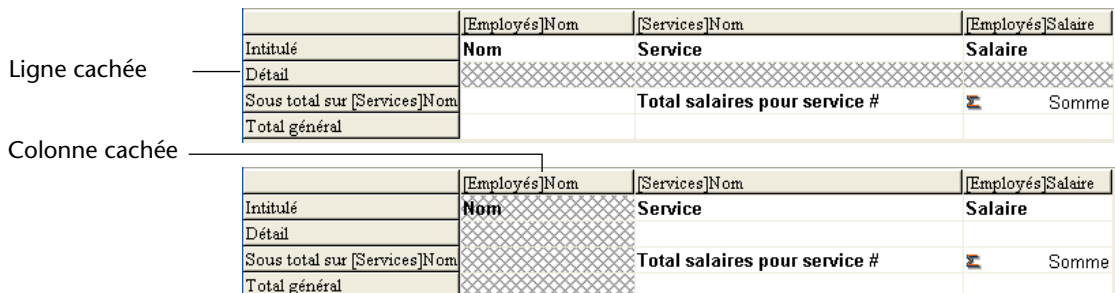 [Employés]Nom [Services]Nom [Employés]Salaire
Intitulé Nom Service Salaire
Ligne cachée
Détail
Sous total sur [Services]Nom Total salaires pour service # Σ Somme
Total général
Colonne cachée
[Employés]Nom [Services]Nom [Employés]Salaire
Intitulé Nom Service Salaire
Détail
Sous total sur [Services]Nom Total salaires pour service # Σ Somme
Total général